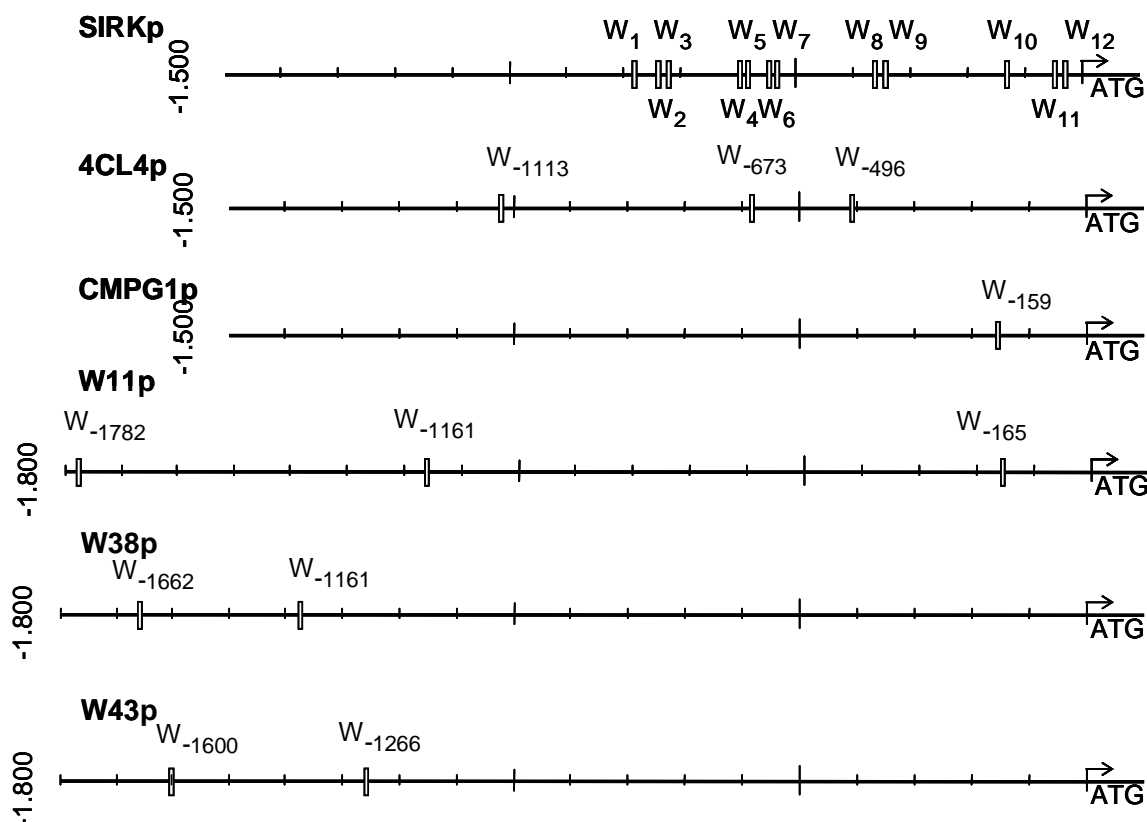 SIRKp
W1 W3 W5 W7 W8 W9 W10 W12
-1.500
ATG
W2 W4 W6 W11
4CL4p
W-1113 W-673 W-496
-1.500
ATG
CMPG1p
W-159
-1.500
ATG
W11p
W-1782 W-1161 W-165
-1.800
ATG
W38p
W-1662 W-1161
-1.800
ATG
W43p
W-1600 W-1266
-1.800
ATG